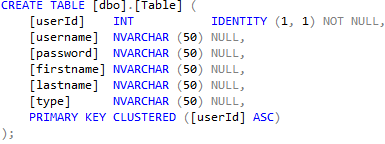 CREATE TABLE [dbo].[Table] (
    [userId]    INT           IDENTITY (1, 1) NOT NULL,
    [username]  NVARCHAR (50) NULL,
    [password]  NVARCHAR (50) NULL,
    [firstname] NVARCHAR (50) NULL,
    [lastname]  NVARCHAR (50) NULL,
    [type]      NVARCHAR (50) NULL,
    PRIMARY KEY CLUSTERED ([userId] ASC)
);